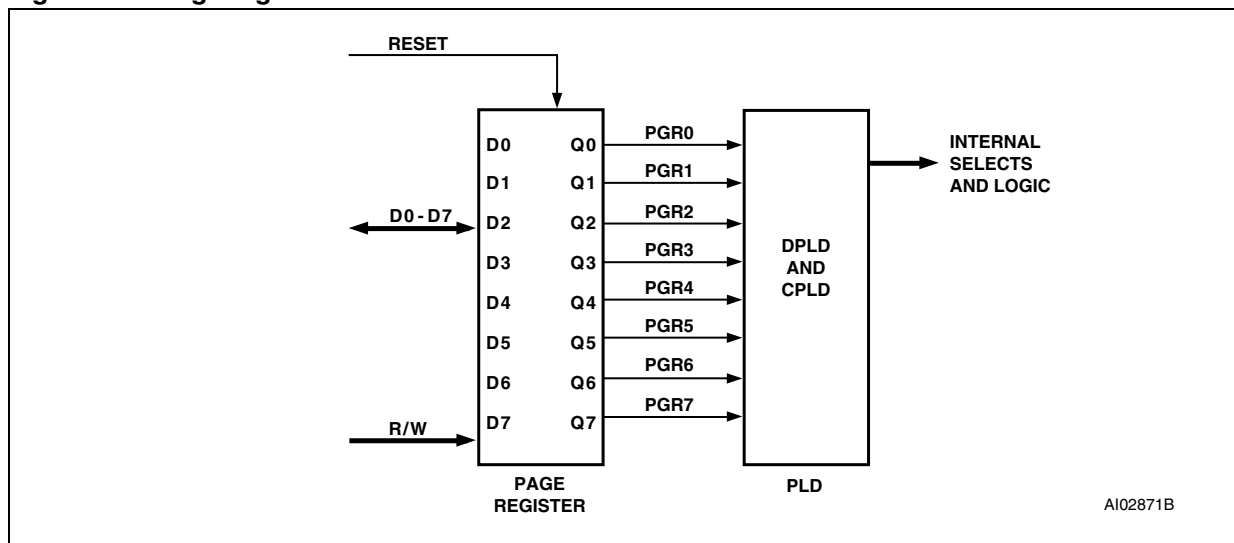 RESET
D0 Q0 PGR0
D1 Q1 PGR1
D0-D7 D2 Q2 PGR2
D3 Q3 PGR3
D4 Q4 PGR4
D5 Q5 PGR5
D6 Q6 PGR6
R/W D7 Q7 PGR7
PAGE
REGISTER
DPLD
AND
CPLD
PLD
INTERNAL
SELECTS
AND LOGIC
AI02871B